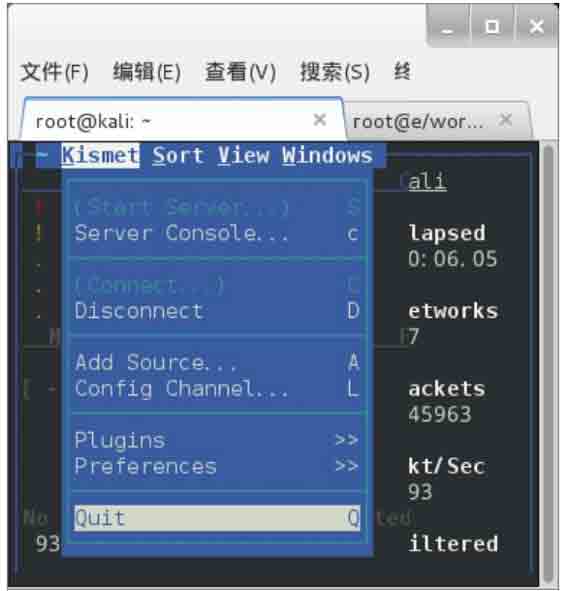 文件(F) 编辑(E) 查看(V) 搜索(S) 终
root@kali: ~ × root@e/wor... ×
~ Kismet Sort View Windows
ali
! (Start Server...) S
! Server Console... c lapsed
0:06.05
(Connect...) C
Disconnect D etworks
7
Add Source... A
[ - Config Channel... L ackets
45963
Plugins >>
Preferences >> kt/Sec
93
No Quit Q ted
93 iltered